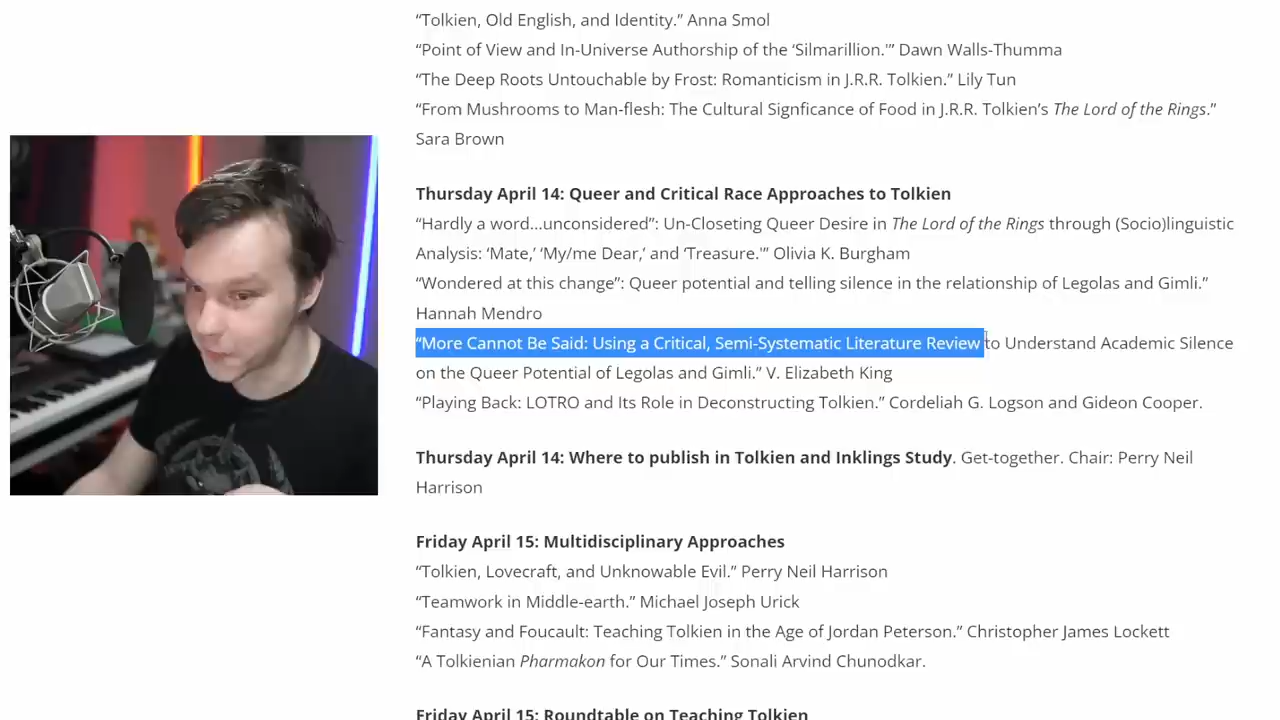 “Tolkien, Old English, and Identity.” Anna Smol
“Point of View and In-Universe Authorship of the ‘Silmarillion.’” Dawn Walls-Thumma
“The Deep Roots Untouchable by Frost: Romanticism in J.R.R. Tolkien.” Lily Tun
“From Mushrooms to Man-flesh: The Cultural Signficance of Food in J.R.R. Tolkien’s The Lord of the Rings.”
Sara Brown
Thursday April 14: Queer and Critical Race Approaches to Tolkien
“Hardly a word...unconsidered”: Un-Closeting Queer Desire in The Lord of the Rings through (Socio)linguistic
Analysis: ‘Mate,’ ‘My/me Dear,’ and ‘Treasure.’” Olivia K. Burgham
“Wondered at this change”: Queer potential and telling silence in the relationship of Legolas and Gimli.”
Hannah Mendro
“More Cannot Be Said: Using a Critical, Semi-Systematic Literature Review to Understand Academic Silence
on the Queer Potential of Legolas and Gimli.” V. Elizabeth King
“Playing Back: LOTRO and Its Role in Deconstructing Tolkien.” Cordeliah G. Logson and Gideon Cooper.
Thursday April 14: Where to publish in Tolkien and Inklings Study. Get-together. Chair: Perry Neil
Harrison
Friday April 15: Multidisciplinary Approaches
“Tolkien, Lovecraft, and Unknowable Evil.” Perry Neil Harrison
“Teamwork in Middle-earth.” Michael Joseph Urick
“Fantasy and Foucault: Teaching Tolkien in the Age of Jordan Peterson.” Christopher James Lockett
“A Tolkienian Pharmakon for Our Times.” Sonali Arvind Chunodkar.
Friday April 15: Roundtable on Teaching Tolkien